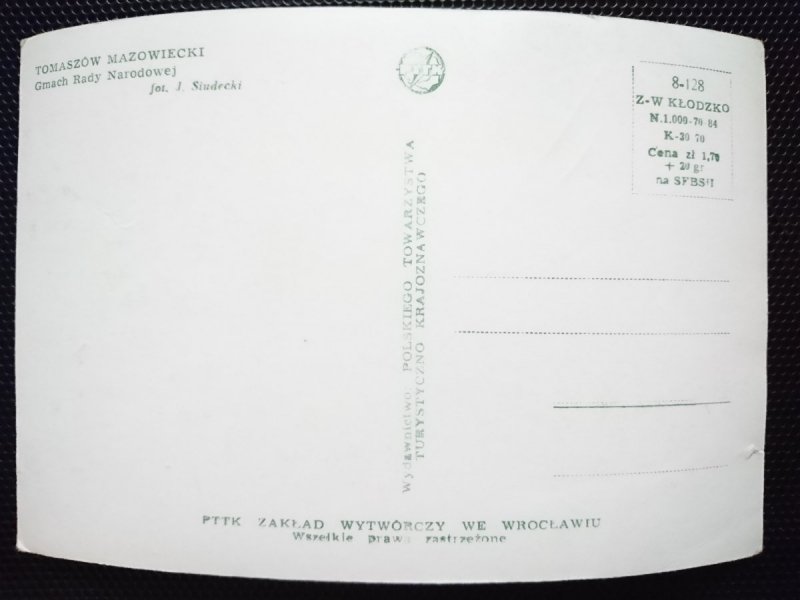 TOMASZÓW MAZOWIECKI
Gmach Rady Narodowej
fot. J. Siudecki
8-128
Z-W KŁODZKO
N.1.000-70 84
K-30 70
Cena zł 1,70
+ 20 gr
na SFBSiI
Wydawnictwo: POLSKIEGO TOWARZYSTWA
TURYSTYCZNO KRAJOZNAWCZEGO
PTTK ZAKŁAD WYTWÓRCZY WE WROCŁAWIU
Wszelkie prawa zastrzeżone